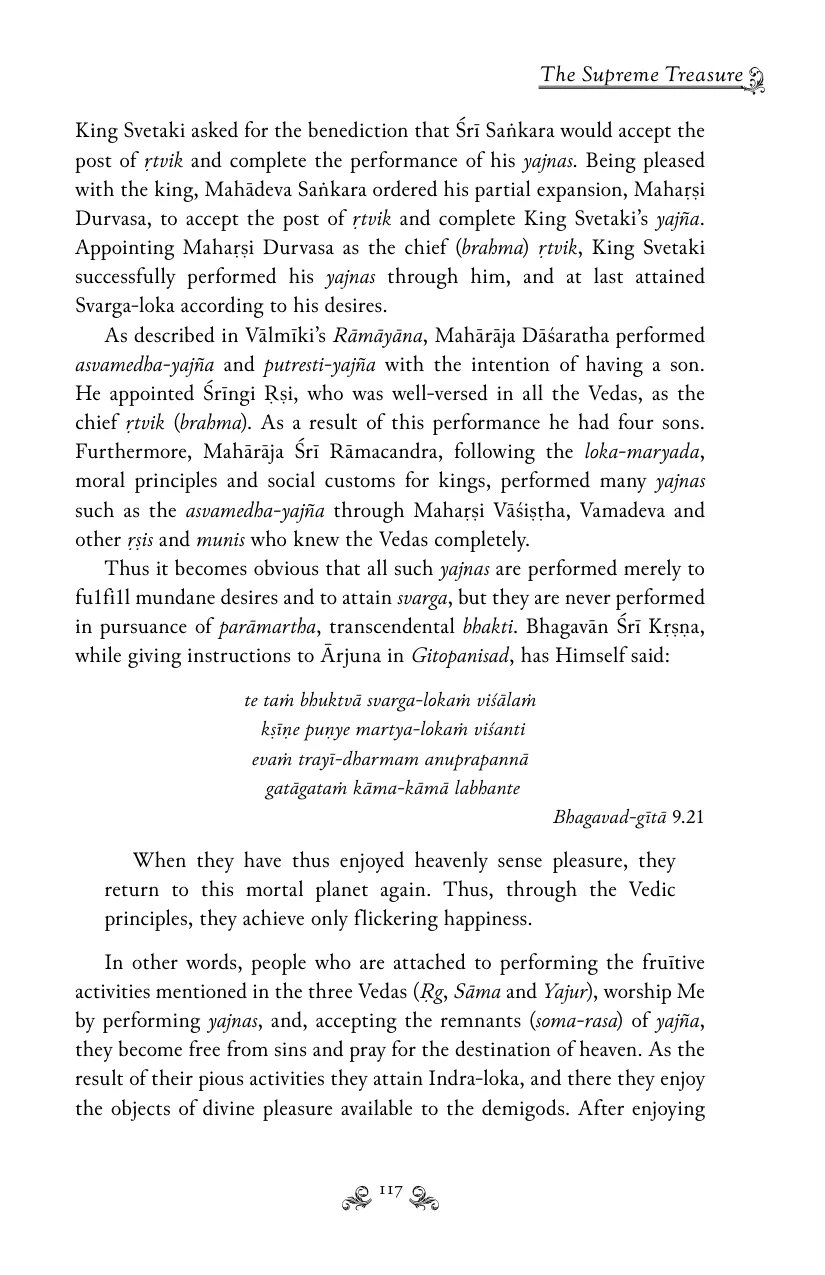 The Supreme Treasure
King Svetaki asked for the benediction that Śrī Saṅkara would accept the
post of ṛtvik and complete the performance of his yajnas. Being pleased
with the king, Mahādeva Saṅkara ordered his partial expansion, Mahaṛṣi
Durvasa, to accept the post of ṛtvik and complete King Svetaki’s yajña.
Appointing Mahaṛṣi Durvasa as the chief (brahma) ṛtvik, King Svetaki
successfully performed his yajnas through him, and at last attained
Svarga-loka according to his desires.
As described in Vālmīki’s Rāmāyāna, Mahārāja Dāśaratha performed
asvamedha-yajña and putresti-yajña with the intention of having a son.
He appointed Śrīngi Ṛṣi, who was well-versed in all the Vedas, as the
chief ṛtvik (brahma). As a result of this performance he had four sons.
Furthermore, Mahārāja Śrī Rāmacandra, following the loka-maryada,
moral principles and social customs for kings, performed many yajnas
such as the asvamedha-yajña through Mahaṛṣi Vāśiṣṭha, Vamadeva and
other ṛṣis and munis who knew the Vedas completely.
Thus it becomes obvious that all such yajnas are performed merely to
fu1fi1l mundane desires and to attain svarga, but they are never performed
in pursuance of parāmartha, transcendental bhakti. Bhagavān Śrī Kṛṣṇa,
while giving instructions to Ārjuna in Gitopanisad, has Himself said:
te taṁ bhuktvā svarga-lokaṁ viśālaṁ
kṣīṇe puṇye martya-lokaṁ viśanti
evaṁ trayī-dharmam anuprapannā
gatāgataṁ kāma-kāmā labhante
Bhagavad-gītā 9.21
When they have thus enjoyed heavenly sense pleasure, they
return to this mortal planet again. Thus, through the Vedic
principles, they achieve only flickering happiness.
In other words, people who are attached to performing the fruītive
activities mentioned in the three Vedas (Ṛg, Sāma and Yajur), worship Me
by performing yajnas, and, accepting the remnants (soma-rasa) of yajña,
they become free from sins and pray for the destination of heaven. As the
result of their pious activities they attain Indra-loka, and there they enjoy
the objects of divine pleasure available to the demigods. After enjoying
117